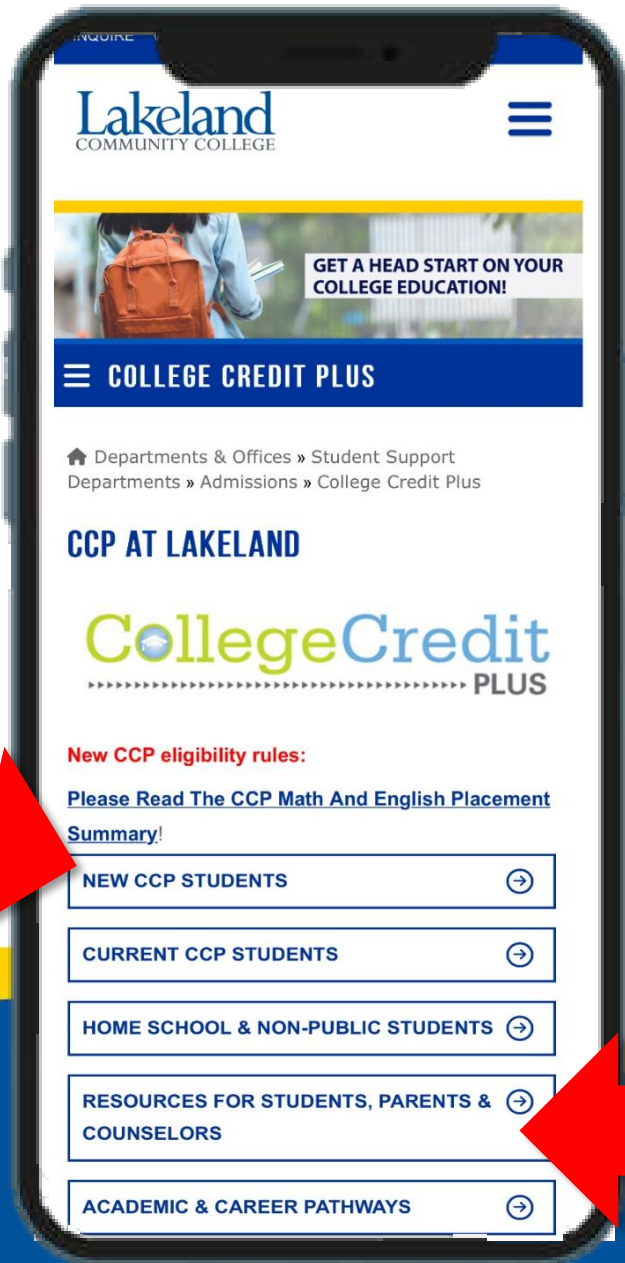 INQUIRE
Lakeland
COMMUNITY COLLEGE
GET A HEAD START ON YOUR
COLLEGE EDUCATION!
COLLEGE CREDIT PLUS
Departments & Offices » Student Support
Departments » Admissions » College Credit Plus
CCP AT LAKELAND
CollegeCredit
PLUS
New CCP eligibility rules:
Please Read The CCP Math And English Placement
Summary!
NEW CCP STUDENTS
CURRENT CCP STUDENTS
HOME SCHOOL & NON-PUBLIC STUDENTS
RESOURCES FOR STUDENTS, PARENTS &
COUNSELORS
ACADEMIC & CAREER PATHWAYS